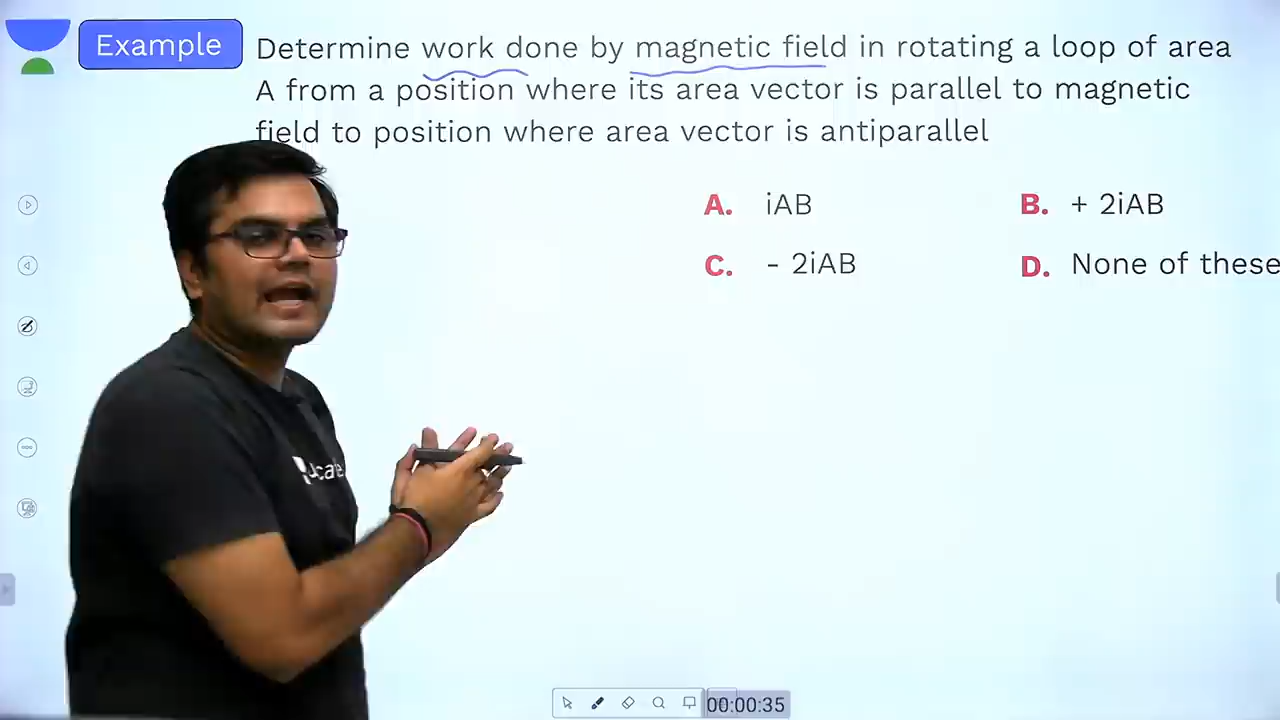 Example
Determine work done by magnetic field in rotating a loop of area
A from a position where its area vector is parallel to magnetic
field to position where area vector is antiparallel
A. iAB
B. + 2iAB
C. - 2iAB
D. None of these
00:00:35